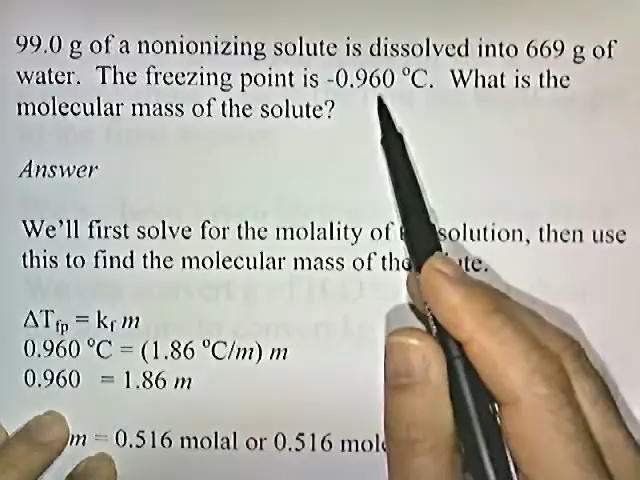 99.0 g of a nonionizing solute is dissolved into 669 g of
water. The freezing point is -0.960 °C. What is the
molecular mass of the solute?
Answer
We'll first solve for the molality of solution, then use
this to find the molecular mass of the
ΔTfp = kf m
0.960 °C = (1.86 °C/m) m
0.960 = 1.86 m
m = 0.516 molal or 0.516